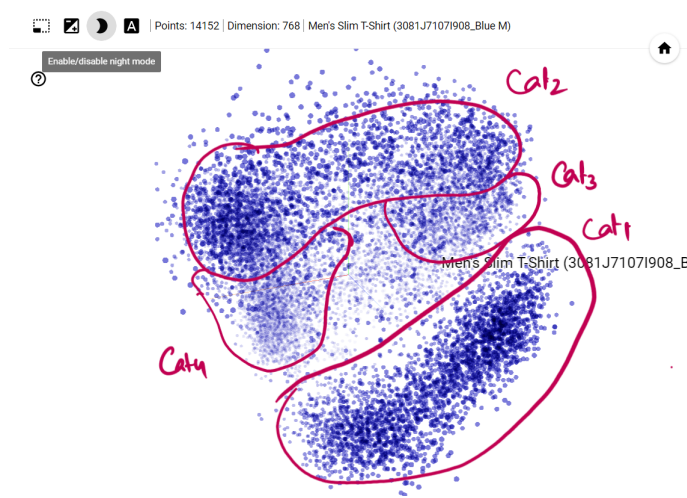 A Points: 14152 Dimension: 768 Men's Slim T-Shirt (3081J7107I908_Blue M)
Enable/disable night mode
Cat2
Cat3
Cat1
Men's Slim T-Shirt (3081J7107I908_B
Cat4